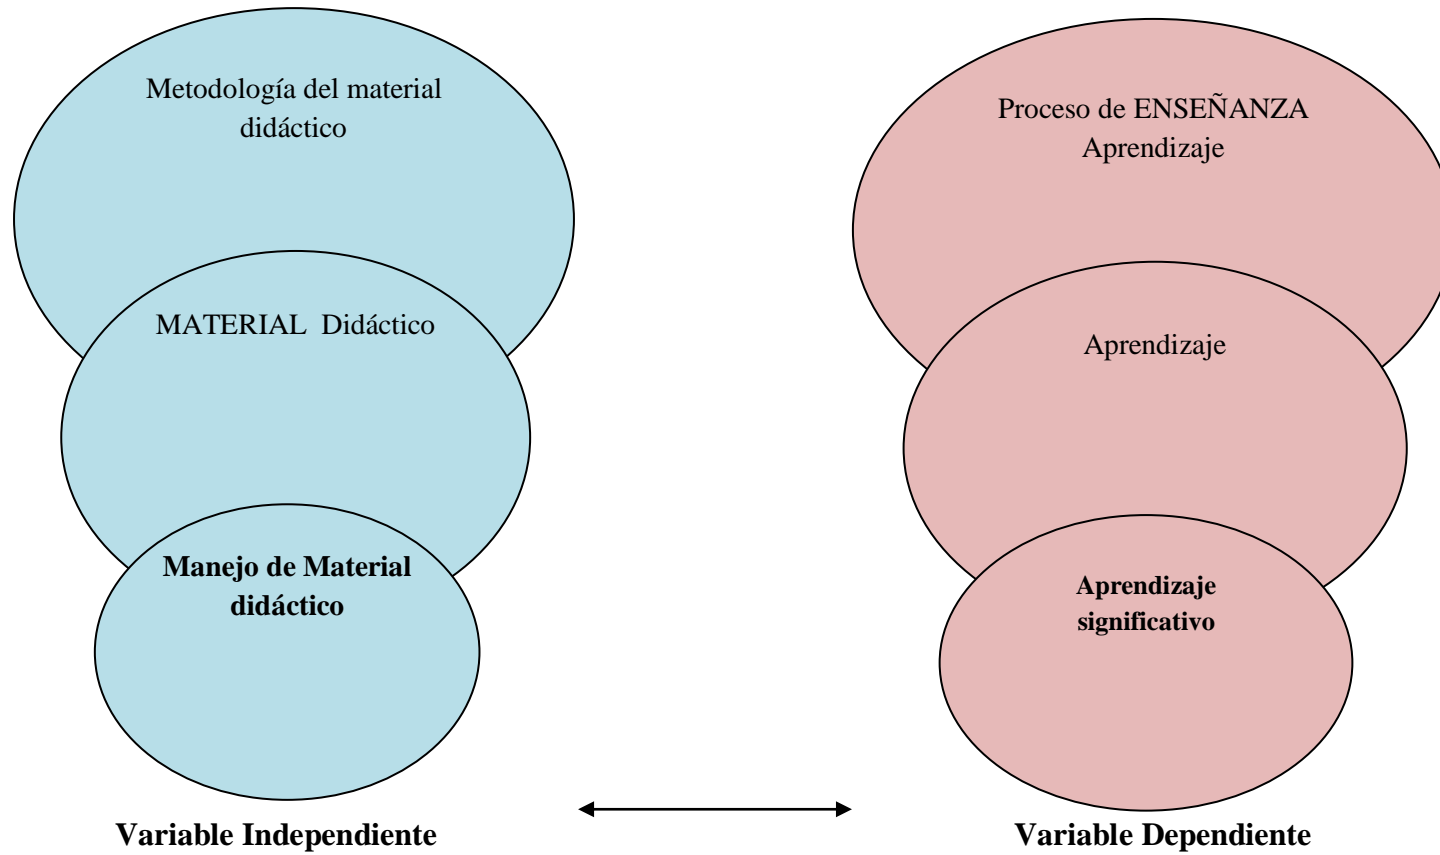 Metodología del material
didáctico
MATERIAL  Didáctico
Manejo de Material
didáctico
Variable Independiente
Proceso de ENSEÑANZA
Aprendizaje
Aprendizaje
Aprendizaje
significativo
Variable Dependiente